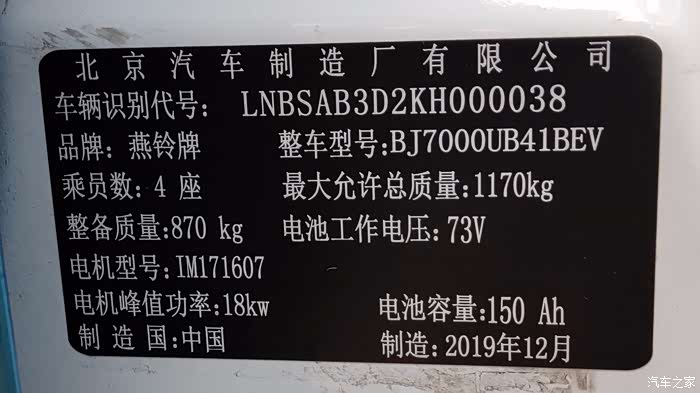 北京汽车制造厂有限公司
车辆识别代号: LNBSAB3D2KH000038
品牌: 燕铃牌 整车型号:BJ7000UB41BEV
乘员数: 4 座 最大允许总质量:1170kg
整备质量:870 kg 电池工作电压: 73V
电机型号:IM171607
电机峰值功率:18kw 电池容量:150 Ah
制造国:中国 制造: 2019年12月
汽车之家